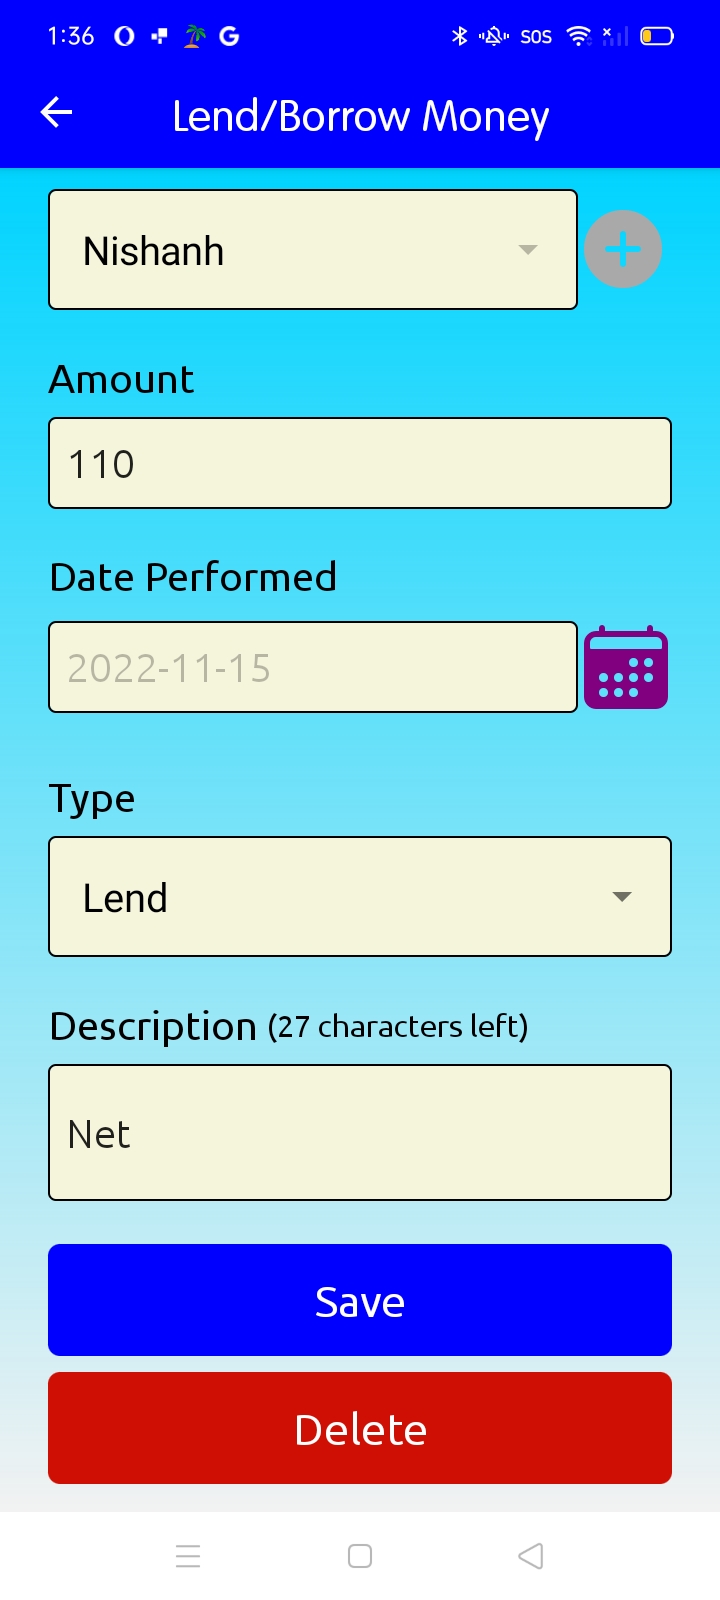 1:36 G SOS
Lend/Borrow Money
Nishanh
Amount
110
Date Performed
2022-11-15
Type
Lend
Description (27 characters left)
Net
Save
Delete